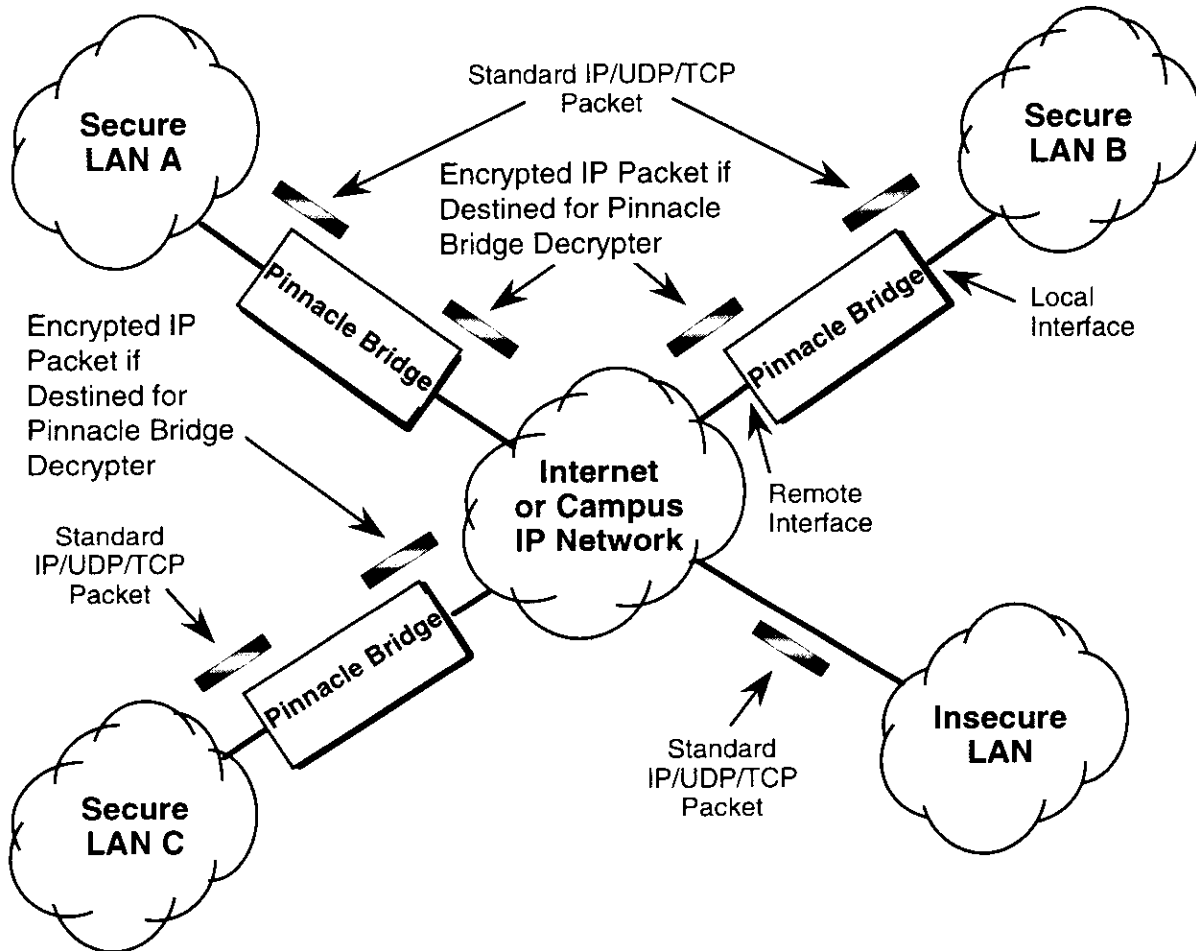 Standard IP/UDP/TCP
Packet
Secure
LAN A
Secure
LAN B
Encrypted IP Packet if
Destined for Pinnacle
Bridge Decrypter
Pinnacle Bridge
Pinnacle Bridge
Local
Interface
Encrypted IP
Packet if
Destined for
Pinnacle Bridge
Decrypter
Internet
or Campus
IP Network
Remote
Interface
Standard
IP/UDP/TCP
Packet
Pinnacle Bridge
Insecure
LAN
Standard
IP/UDP/TCP
Packet
Secure
LAN C